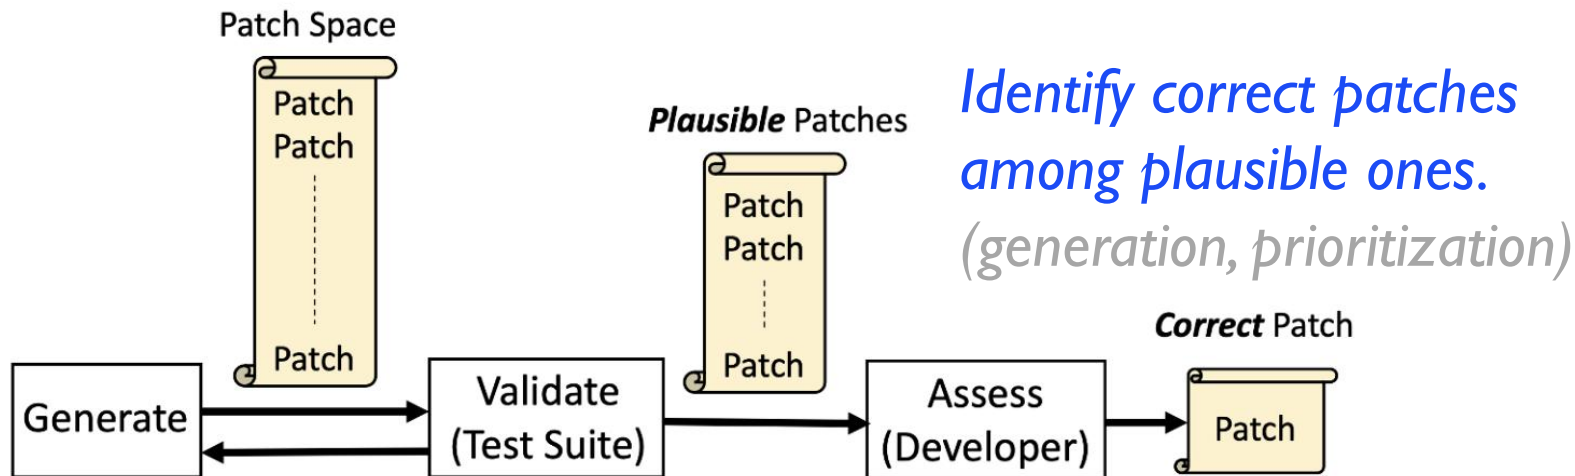 Patch Space
Patch
Patch
Patch
Plausible Patches
Patch
Patch
Patch
Identify correct patches
among plausible ones.
(generation, prioritization)
Correct Patch
Patch
Generate
Validate
(Test Suite)
Assess
(Developer)